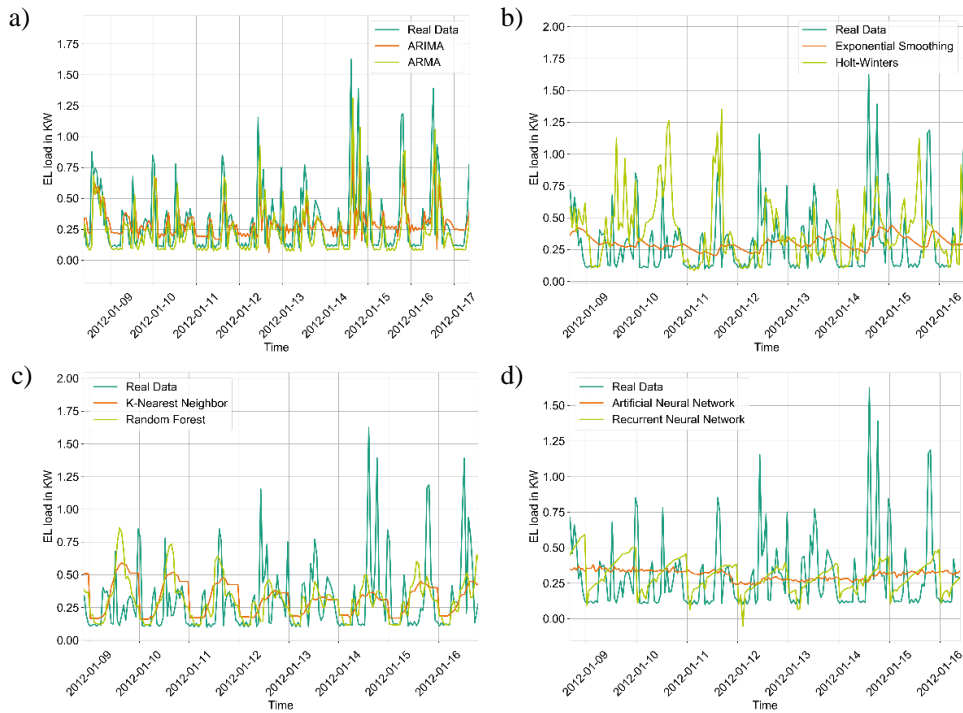 a)
Real Data
ARIMA
ARMA
1.75
1.50
1.25
1.00
0.75
0.50
0.25
0.00
EL load in KW
2012-01-09
2012-01-10
2012-01-11
2012-01-12
2012-01-13
2012-01-14
2012-01-15
2012-01-16
2012-01-17
Time
b)
Real Data
Exponential Smoothing
Holt-Winters
2.00
1.75
1.50
1.25
1.00
0.75
0.50
0.25
0.00
EL load in KW
2012-01-09
2012-01-10
2012-01-11
2012-01-12
2012-01-13
2012-01-14
2012-01-15
2012-01-16
Time
c)
Real Data
K-Nearest Neighbor
Random Forest
2.00
1.75
1.50
1.25
1.00
0.75
0.50
0.25
0.00
EL load in KW
2012-01-09
2012-01-10
2012-01-11
2012-01-12
2012-01-13
2012-01-14
2012-01-15
2012-01-16
Time
d)
Real Data
Artificial Neural Network
Recurrent Neural Network
1.50
1.25
1.00
0.75
0.50
0.25
0.00
EL load in KW
2012-01-09
2012-01-10
2012-01-11
2012-01-12
2012-01-13
2012-01-14
2012-01-15
2012-01-16
Time